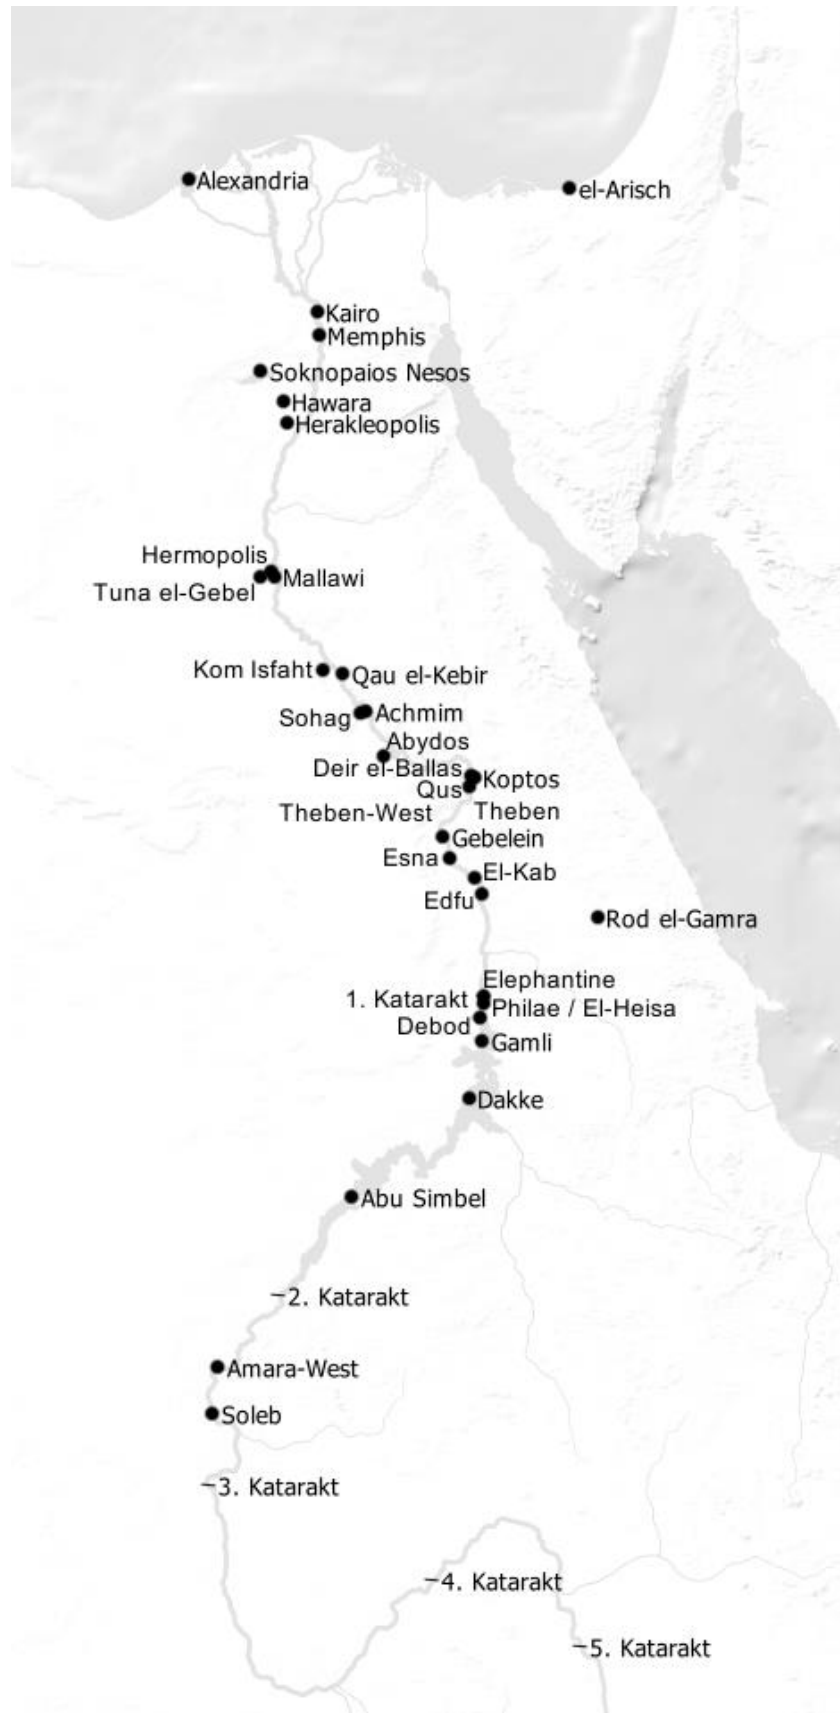 Alexandria
el-Arisch
Kairo
Memphis
Soknopaios Nesos
Hawara
Herakleopolis
Hermopolis
Mallawi
Tuna el-Gebel
Kom Isfaht
Qau el-Kebir
Sohag
Achmim
Abydos
Deir el-Ballas
Koptos
Qus
Theben-West
Theben
Gebelein
Esna
El-Kab
Edfu
Rod el-Gamra
Elephantine
1. Katarakt
Philae / El-Heisa
Debod
Gamli
Dakke
Abu Simbel
~2. Katarakt
Amara-West
Soleb
~3. Katarakt
~4. Katarakt
~5. Katarakt